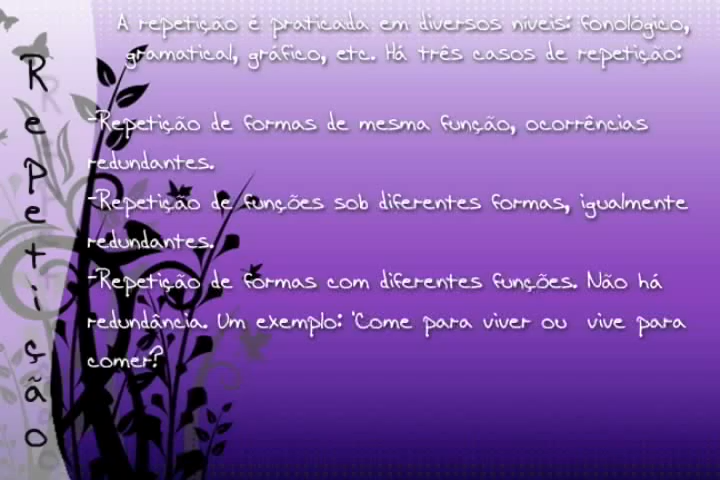 Repetição
A repetição é praticada em diversos níveis: fonológico,
gramatical, gráfico, etc. Há três casos de repetição:
-Repetição de formas de mesma função, ocorrências
redundantes.
-Repetição de funções sob diferentes formas, igualmente
redundantes.
-Repetição de formas com diferentes funções. Não há
redundância. Um exemplo: 'Come para viver ou vive para
comer?